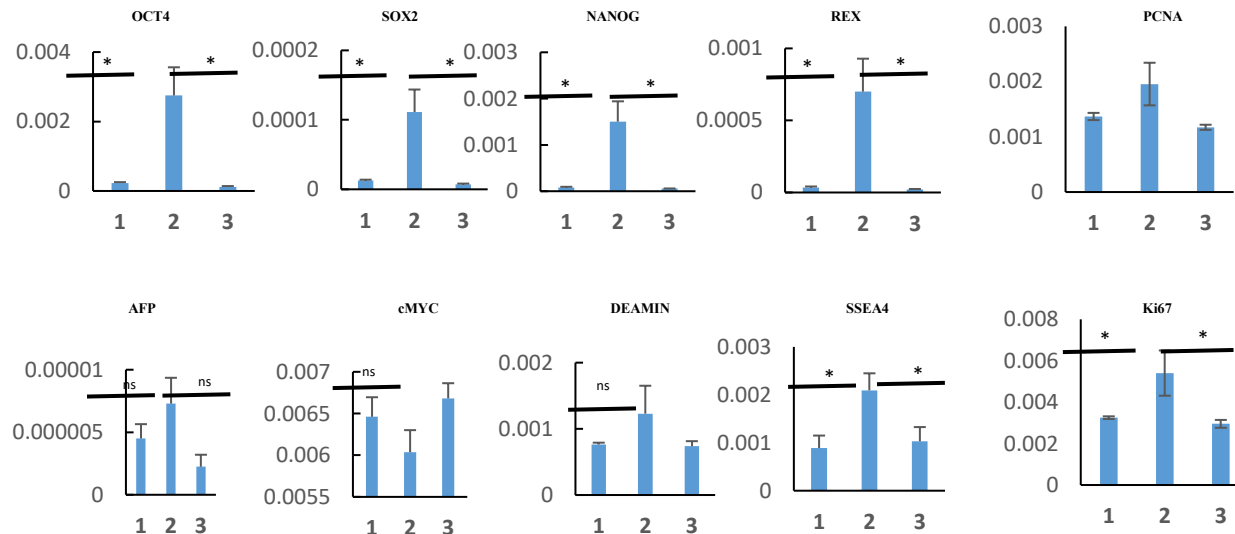 OCT4
0.004
0.002
0
* *
1 2 3
SOX2
0.0002
0.0001
0
* *
1 2 3
NANOG
0.003
0.002
0.001
0
* *
1 2 3
REX
0.001
0.0005
0
* *
1 2 3
PCNA
0.003
0.002
0.001
0
1 2 3
AFP
0.00001
0.000005
0
ns ns
1 2 3
cMYC
0.007
0.0065
0.006
0.0055
ns
1 2 3
DEAMIN
0.002
0.001
0
ns
1 2 3
SSEA4
0.003
0.002
0.001
0
* *
1 2 3
Ki67
0.008
0.006
0.004
0.002
0
* *
1 2 3